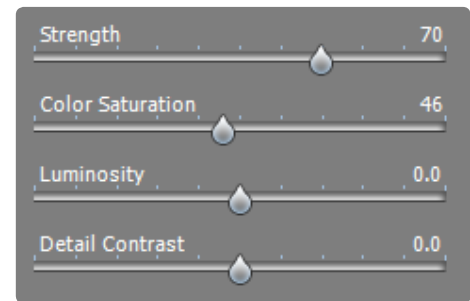 Strength 70
Color Saturation 46
Luminosity 0.0
Detail Contrast 0.0